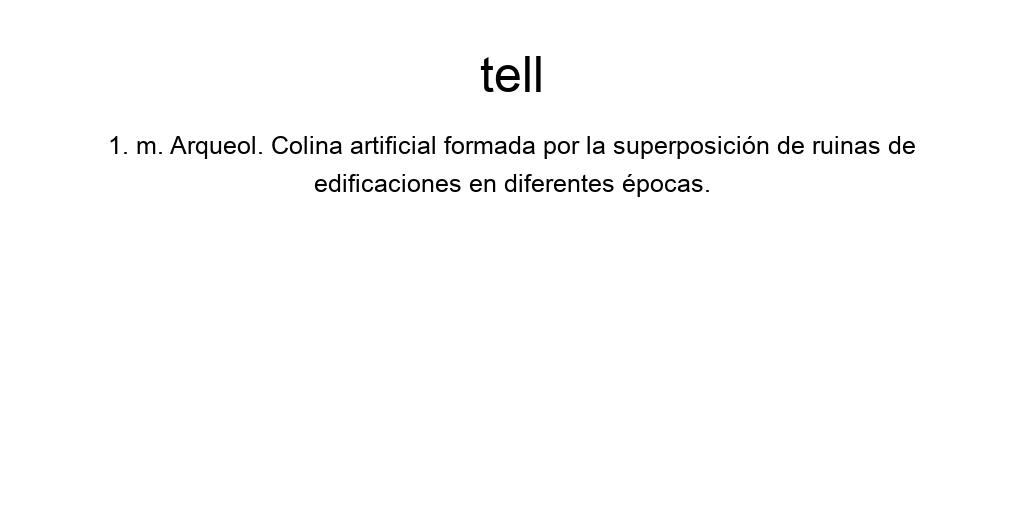 tell
1. m. Arqueol. Colina artificial formada por la superposición de ruinas de
edificaciones en diferentes épocas.